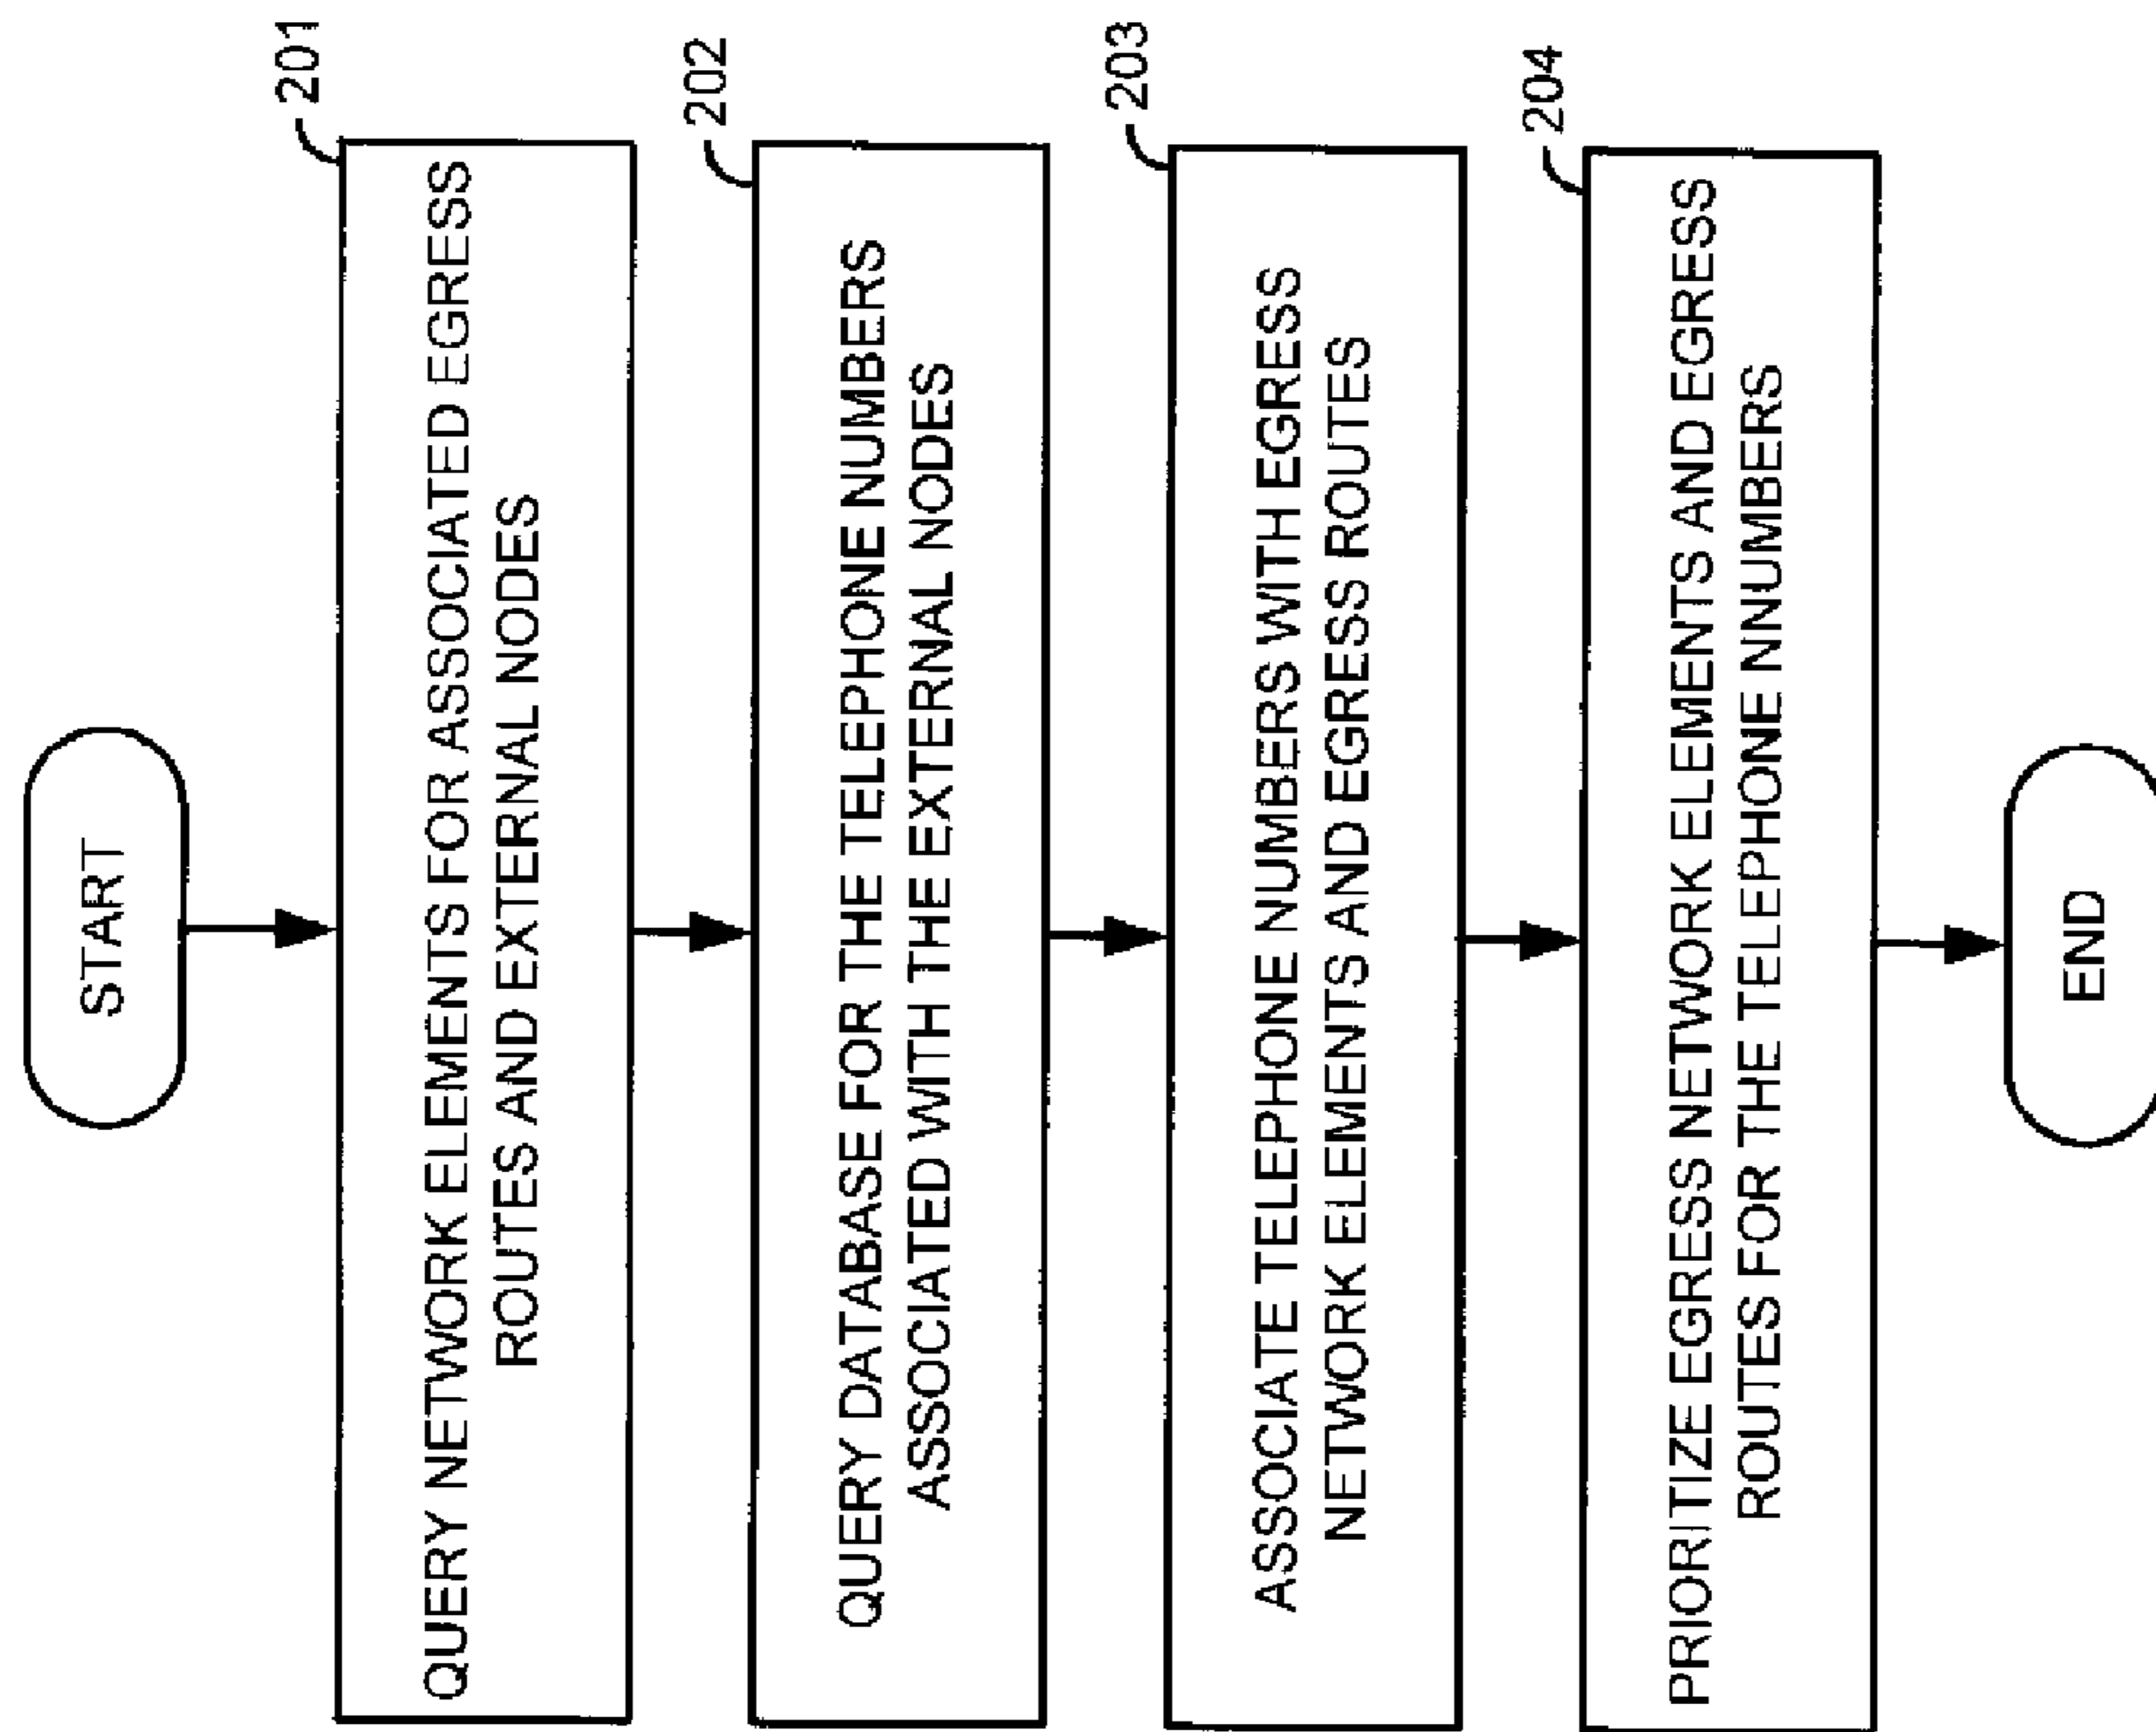 START
201
QUERY NETWORK ELEMENTS FOR ASSOCIATED EGRESS
ROUTES AND EXTERNAL NODES
202
QUERY DATABASE FOR THE TELEPHONE NUMBERS
ASSOCIATED WITH THE EXTERNAL NODES
203
ASSOCIATE TELEPHONE NUMBERS WITH EGRESS
NETWORK ELEMENTS AND EGRESS ROUTES
204
PRIORITIZE EGRESS NETWORK ELEMENTS AND EGRESS
ROUTES FOR THE TELEPHONE NNUMBERS
END